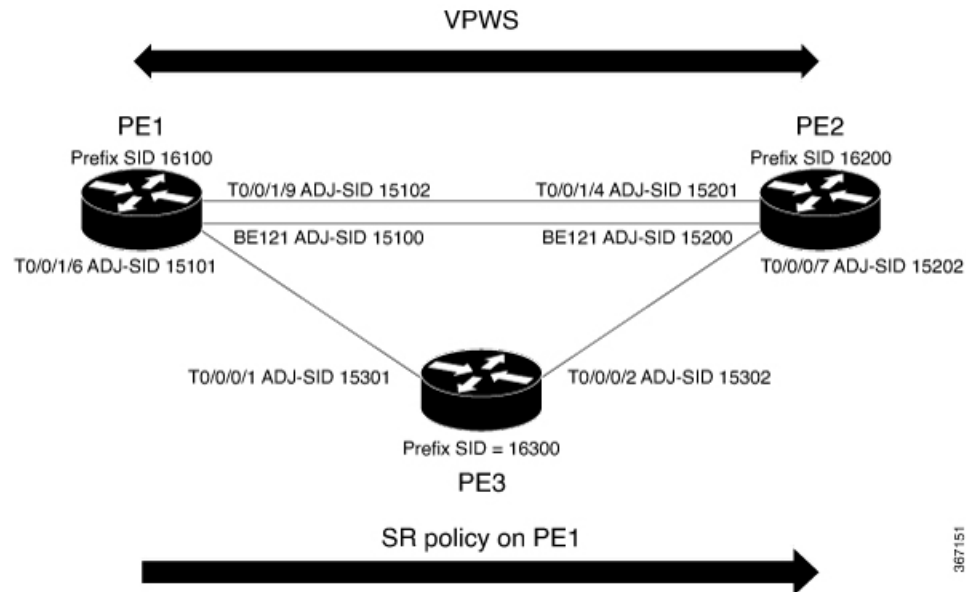 VPWS
PE1
PE2
Prefix SID 16100
Prefix SID 16200
T0/0/1/9 ADJ-SID 15102
T0/0/1/4 ADJ-SID 15201
BE121 ADJ-SID 15100
BE121 ADJ-SID 15200
T0/0/1/6 ADJ-SID 15101
T0/0/0/7 ADJ-SID 15202
T0/0/0/1 ADJ-SID 15301
T0/0/0/2 ADJ-SID 15302
Prefix SID = 16300
PE3
SR policy on PE1
367151